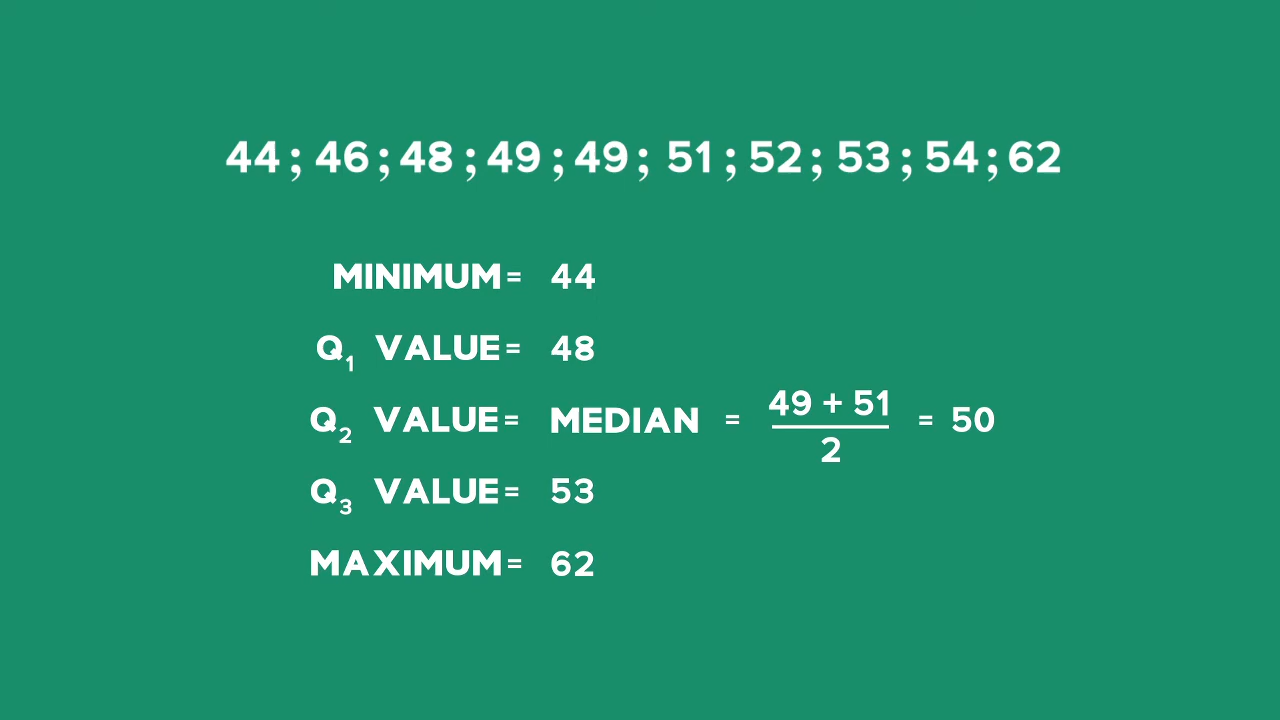 44 ; 46 ; 48 ; 49 ; 49 ; 51 ; 52 ; 53 ; 54 ; 62
MINIMUM = 44
Q₁ VALUE = 48
Q₂ VALUE = MEDIAN = (49 + 51)/2 = 50
Q₃ VALUE = 53
MAXIMUM = 62